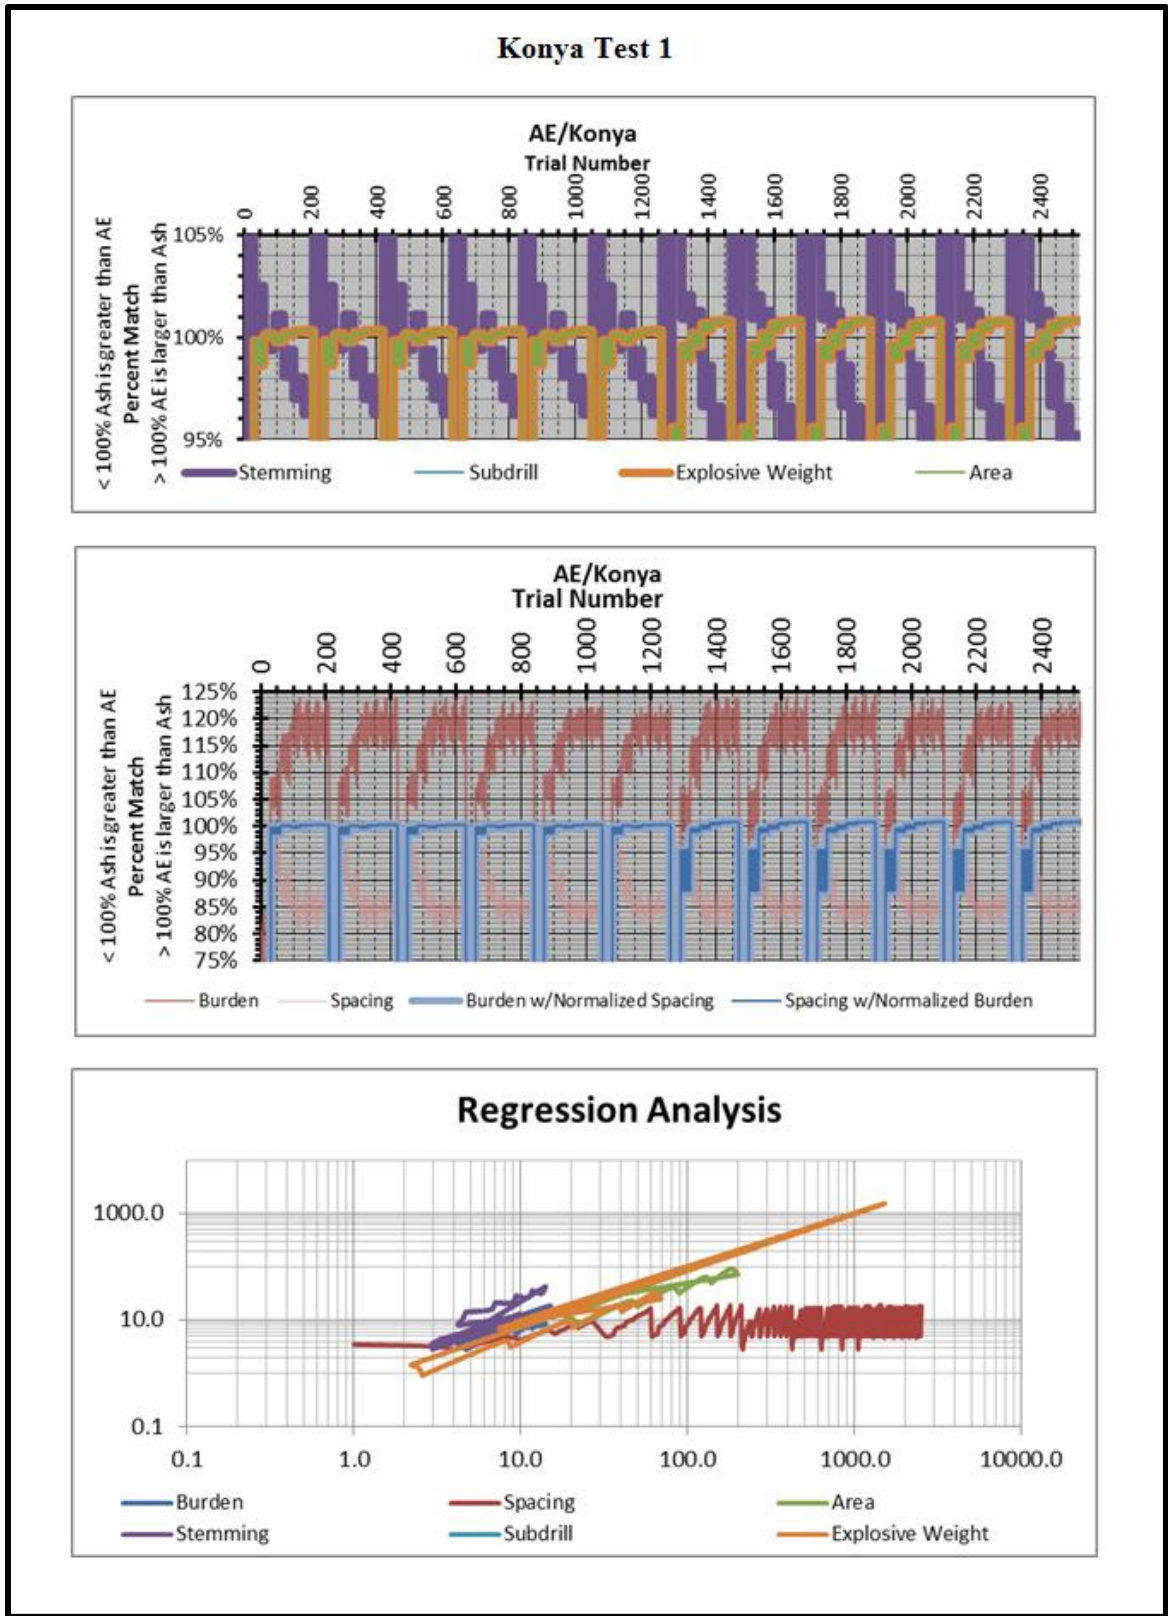 Konya Test 1
AE/Konya
Trial Number
0 200 400 600 800 1000 1200 1400 1600 1800 2000 2200 2400
< 100% Ash is greater than AE
Percent Match
> 100% AE is larger than Ash
105%
100%
95%
Stemming Subdrill Explosive Weight Area
AE/Konya
Trial Number
0 200 400 600 800 1000 1200 1400 1600 1800 2000 2200 2400
< 100% Ash is greater than AE
Percent Match
> 100% AE is larger than Ash
125%
120%
115%
110%
105%
100%
95%
90%
85%
80%
75%
Burden Spacing Burden w/Normalized Spacing Spacing w/Normalized Burden
Regression Analysis
1000.0
10.0
0.1
0.1 1.0 10.0 100.0 1000.0 10000.0
Burden Spacing Area
Stemming Subdrill Explosive Weight